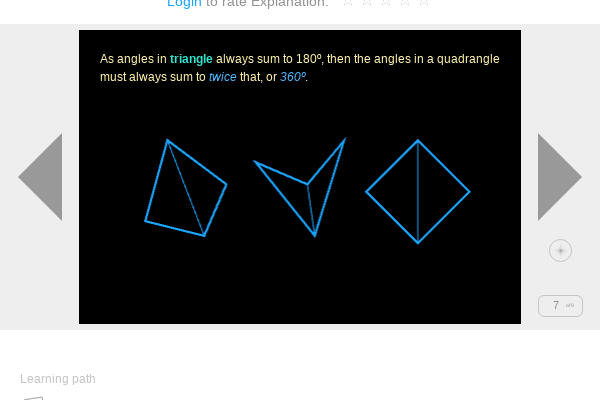 Login to rate Explanation:
As angles in triangle always sum to 180º, then the angles in a quadrangle
must always sum to twice that, or 360º.
7
Learning path